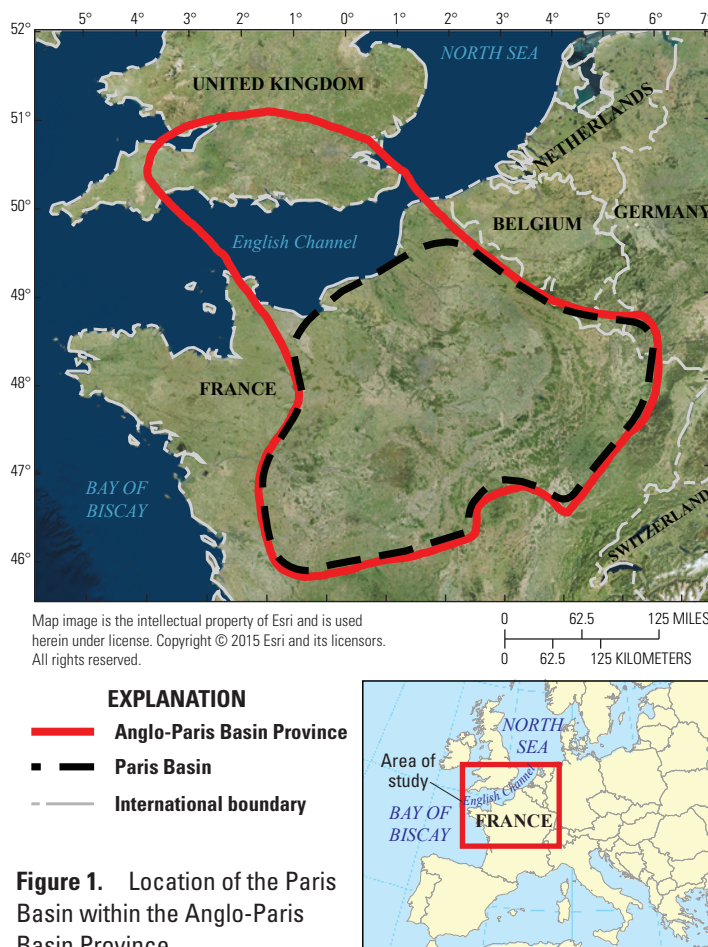 5° 4° 3° 2° 1° 0° 1° 2° 3° 4° 5° 6° 7°
52°
51°
50°
49°
48°
47°
46°
NORTH SEA
UNITED KINGDOM
NETHERLANDS
BELGIUM
GERMANY
English Channel
FRANCE
BAY OF
BISCAY
SWITZERLAND
Map image is the intellectual property of Esri and is used
herein under license. Copyright © 2015 Esri and its licensors.
All rights reserved.
0 62.5 125 MILES
0 62.5 125 KILOMETERS
EXPLANATION
Anglo-Paris Basin Province
Paris Basin
International boundary
NORTH
SEA
Area of
study
English Channel
BAY OF
BISCAY
FRANCE
Figure 1. Location of the Paris
Basin within the Anglo-Paris
Basin Province